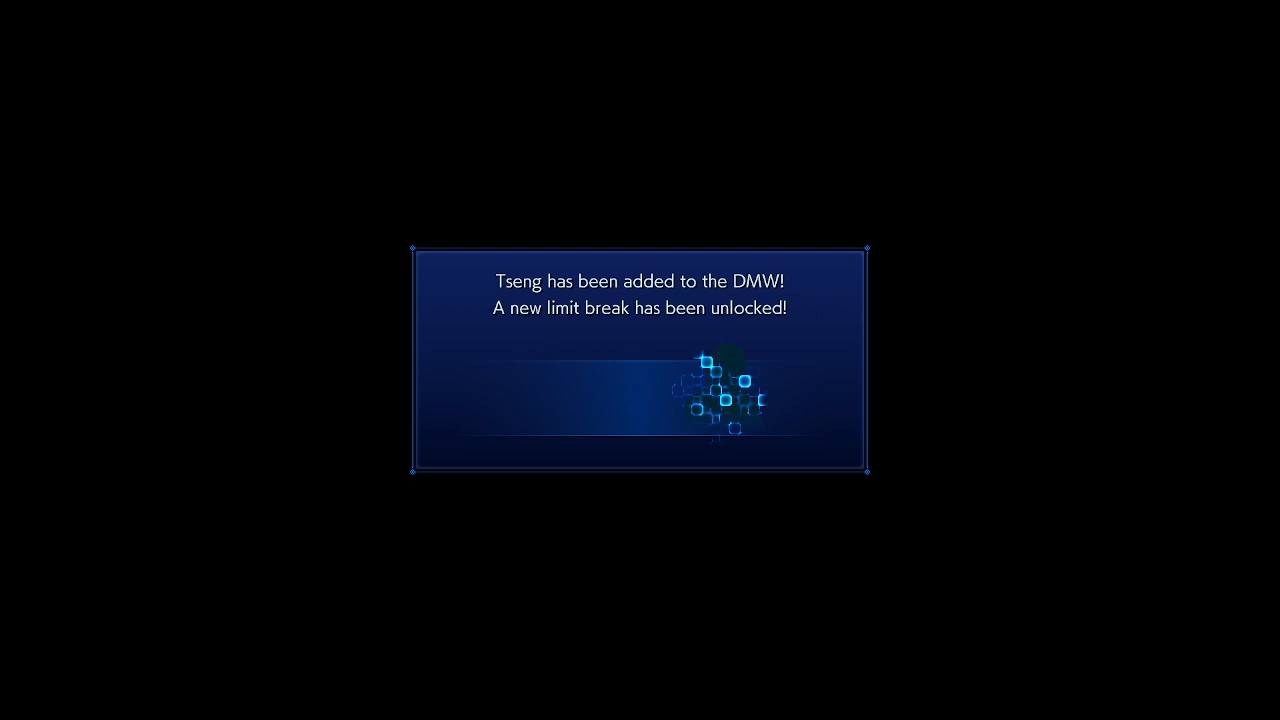 Tseng has been added to the DMW!
A new limit break has been unlocked!